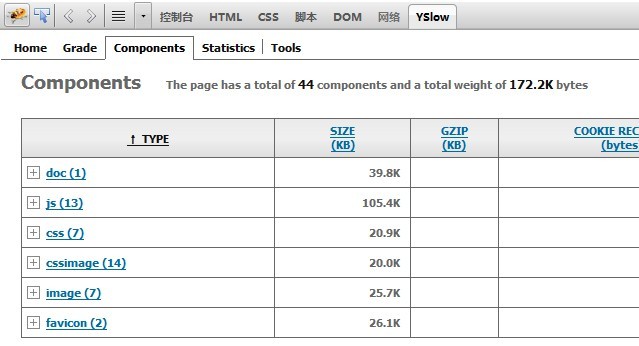 控制台 HTML CSS 脚本 DOM 网络 YSlow
Home Grade Components Statistics Tools
Components The page has a total of 44 components and a total weight of 172.2K bytes
↑ TYPE SIZE (KB) GZIP (KB) COOKIE REC (bytes
doc (1) 39.8K
js (13) 105.4K
css (7) 20.9K
cssimage (14) 20.0K
image (7) 25.7K
favicon (2) 26.1K